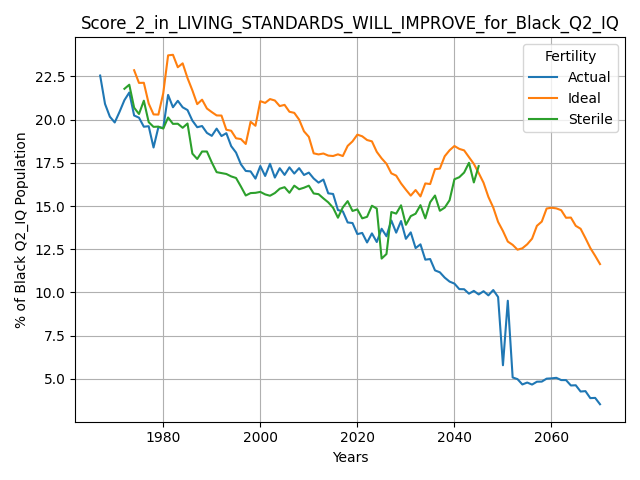 Score_2_in_LIVING_STANDARDS_WILL_IMPROVE_for_Black_Q2_IQ
Fertility
Actual
Ideal
Sterile
% of Black Q2_IQ Population
22.5
20.0
17.5
15.0
12.5
10.0
7.5
5.0
1980
2000
2020
2040
2060
Years